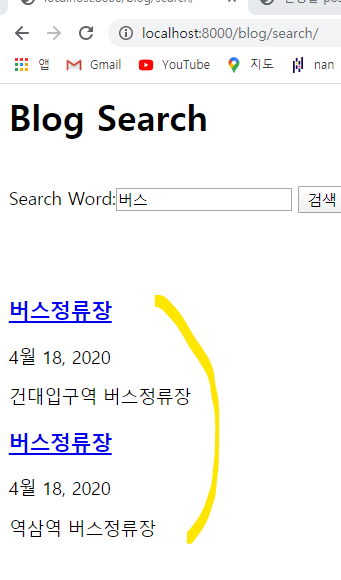 localhost:8000/blog/search/
앱 Gmail YouTube 지도 nan
Blog Search
Search Word: 버스 검색
버스정류장
4월 18, 2020
건대입구역 버스정류장
버스정류장
4월 18, 2020
역삼역 버스정류장